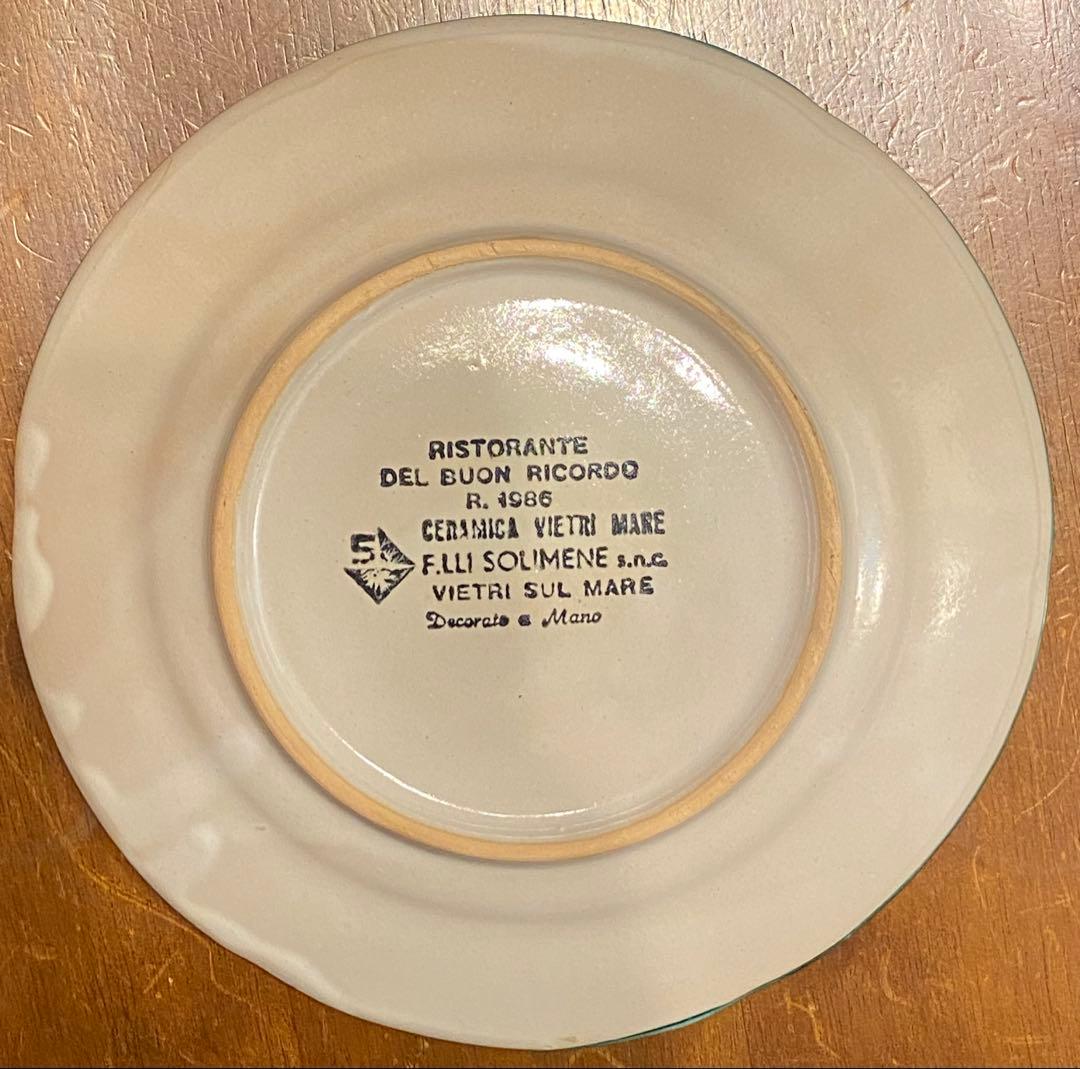 RISTORANTE
DEL BUON RICORDO
R. 1986
CERAMICA VIETRI MARE
F.LLI SOLIMENE s.n.c.
VIETRI SUL MARE
Decorato a Mano